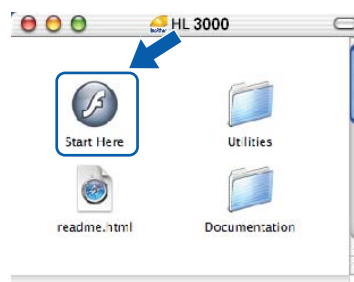 HL 3000
Start Here
Utilities
readme.html
Documentation